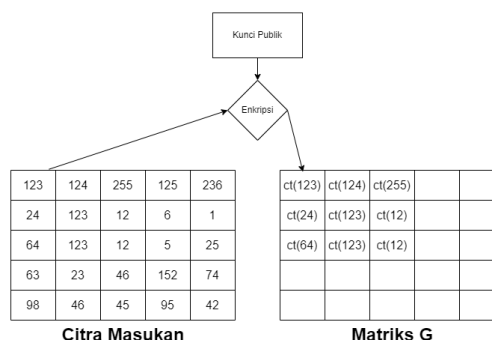 Kunci Publik
Enkripsi
123 124 255 125 236
24 123 12 6 1
64 123 12 5 25
63 23 46 152 74
98 46 45 95 42
Citra Masukan
ct(123) ct(124) ct(255)
ct(24) ct(123) ct(12)
ct(64) ct(123) ct(12)
Matriks G